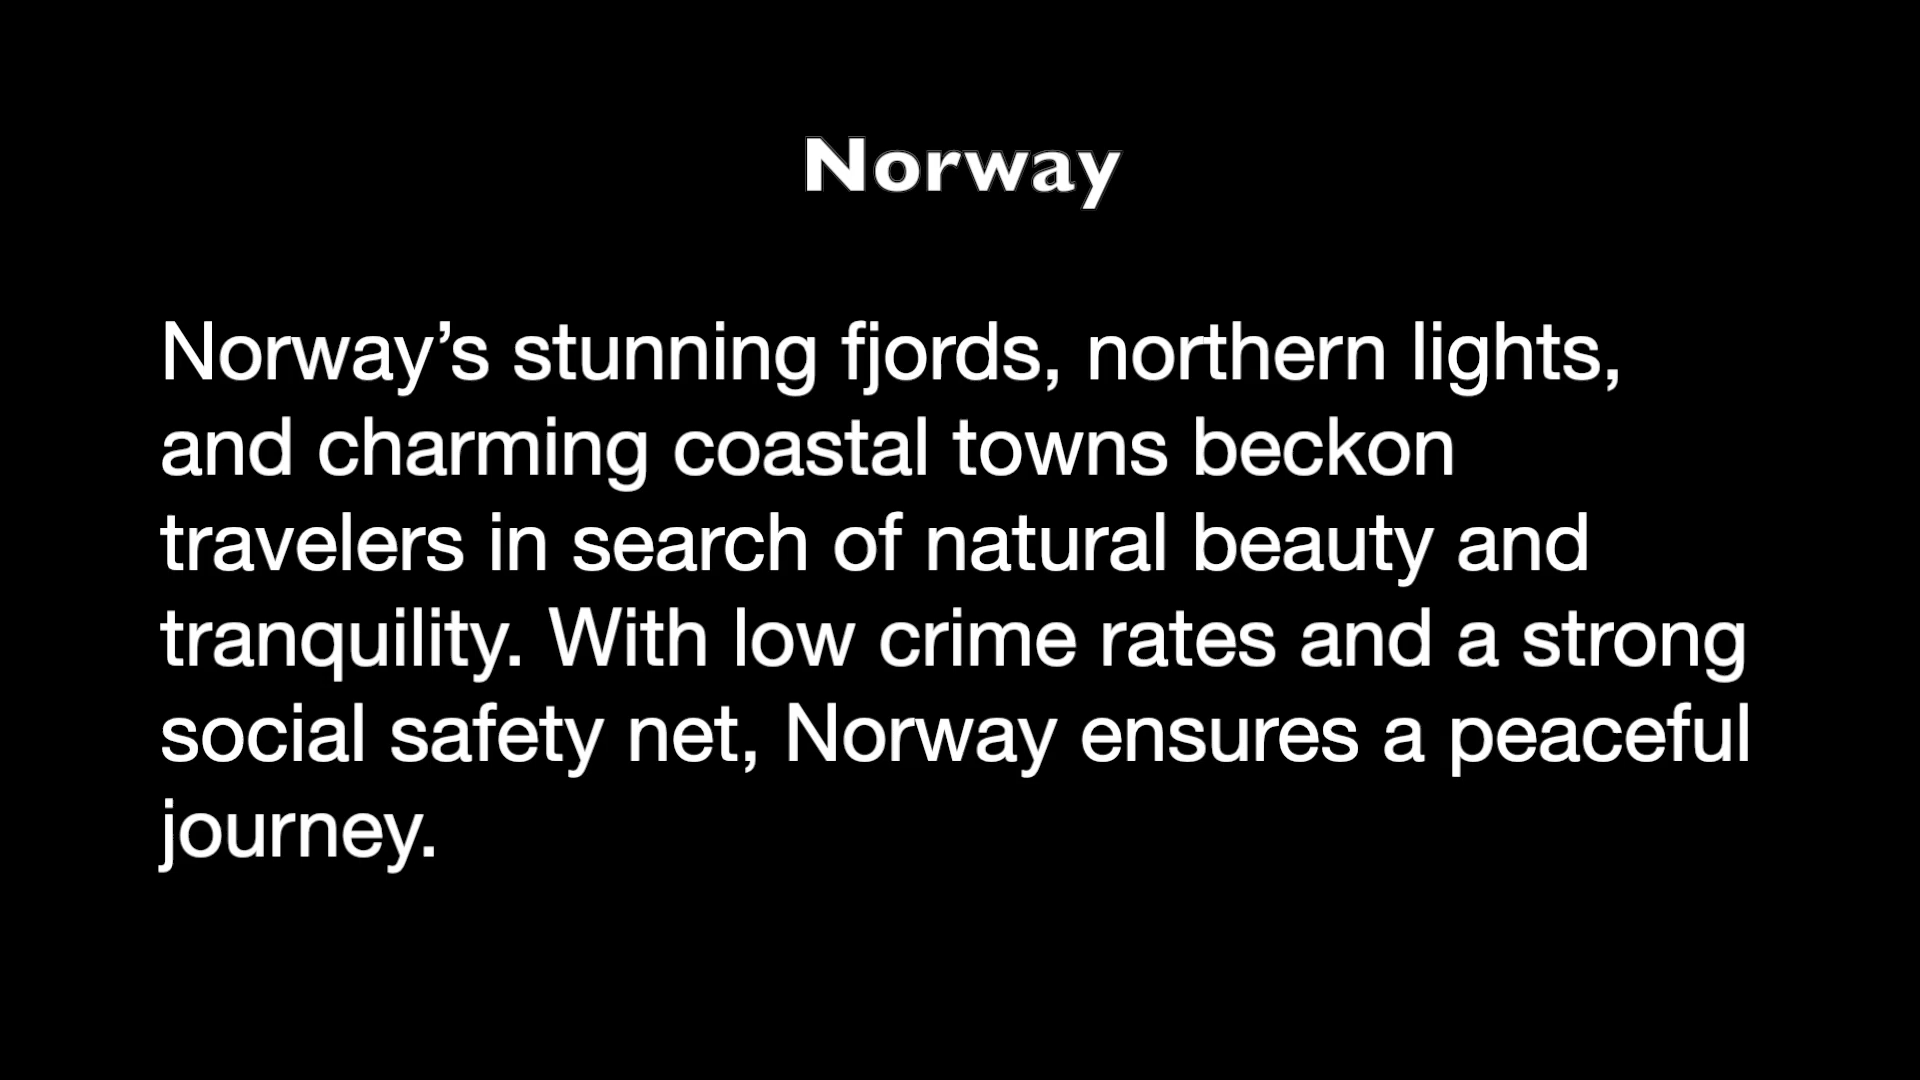 Norway
Norway’s stunning fjords, northern lights,
and charming coastal towns beckon
travelers in search of natural beauty and
tranquility. With low crime rates and a strong
social safety net, Norway ensures a peaceful
journey.